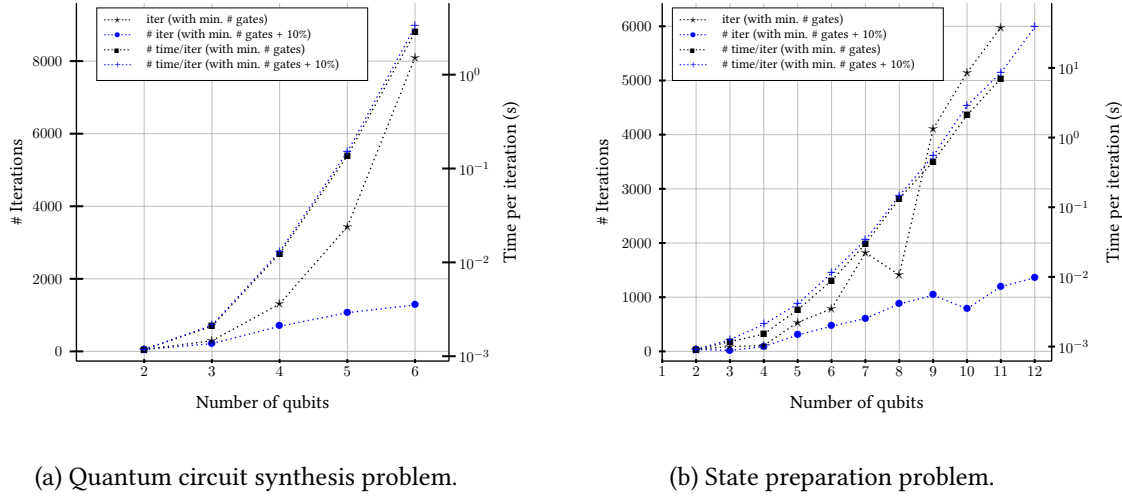 iter (with min. # gates)
# iter (with min. # gates + 10%)
# time/iter (with min. # gates)
# time/iter (with min. # gates + 10%)
8000
6000
4000
2000
0
# Iterations
10^0
10^-1
10^-2
10^-3
Time per iteration (s)
2 3 4 5 6
Number of qubits
(a) Quantum circuit synthesis problem.
iter (with min. # gates)
# iter (with min. # gates + 10%)
# time/iter (with min. # gates)
# time/iter (with min. # gates + 10%)
6000
5000
4000
3000
2000
1000
0
# Iterations
10^1
10^0
10^-1
10^-2
10^-3
Time per iteration (s)
1 2 3 4 5 6 7 8 9 10 11 12
Number of qubits
(b) State preparation problem.